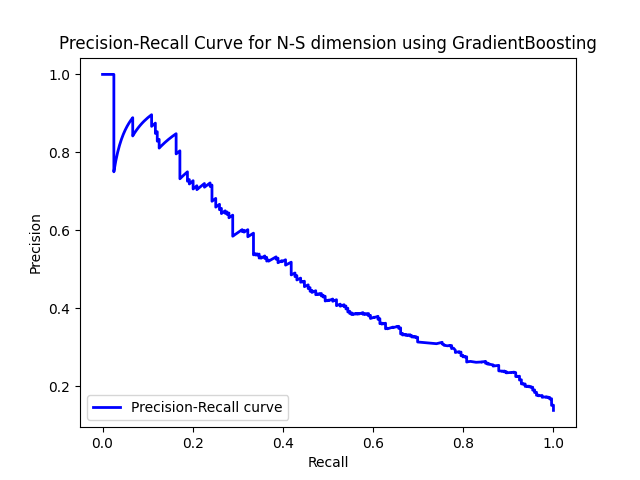 Precision-Recall Curve for N-S dimension using GradientBoosting
1.0
0.8
0.6
0.4
0.2
Precision
Precision-Recall curve
0.0 0.2 0.4 0.6 0.8 1.0
Recall